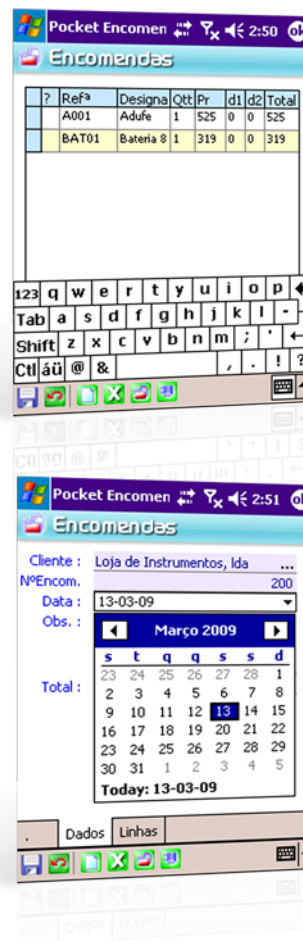 Pocket Encomen 2:50 ok
Encomendas
? Refª Designa Qtt Pr d1 d2 Total
A001 Adufe 1 525 0 0 525
BAT01 Bateria 8 1 319 0 0 319
123 q w e r t y u i o p
Tab a s d f g h j k l -
Shift z x c v b n m ; '
Ctl áü @ & , . ! ?
Pocket Encomen 2:51
Encomendas
Cliente : Loja de Instrumentos, lda ...
NºEncom. 200
Data : 13-03-09
Obs. :
Março 2009
s t q q s s d
23 24 25 26 27 28 1
Total : 2 3 4 5 6 7 8
9 10 11 12 13 14 15
16 17 18 19 20 21 22
23 24 25 26 27 28 29
30 31 1 2 3 4 5
Today: 13-03-09
. Dados Linhas